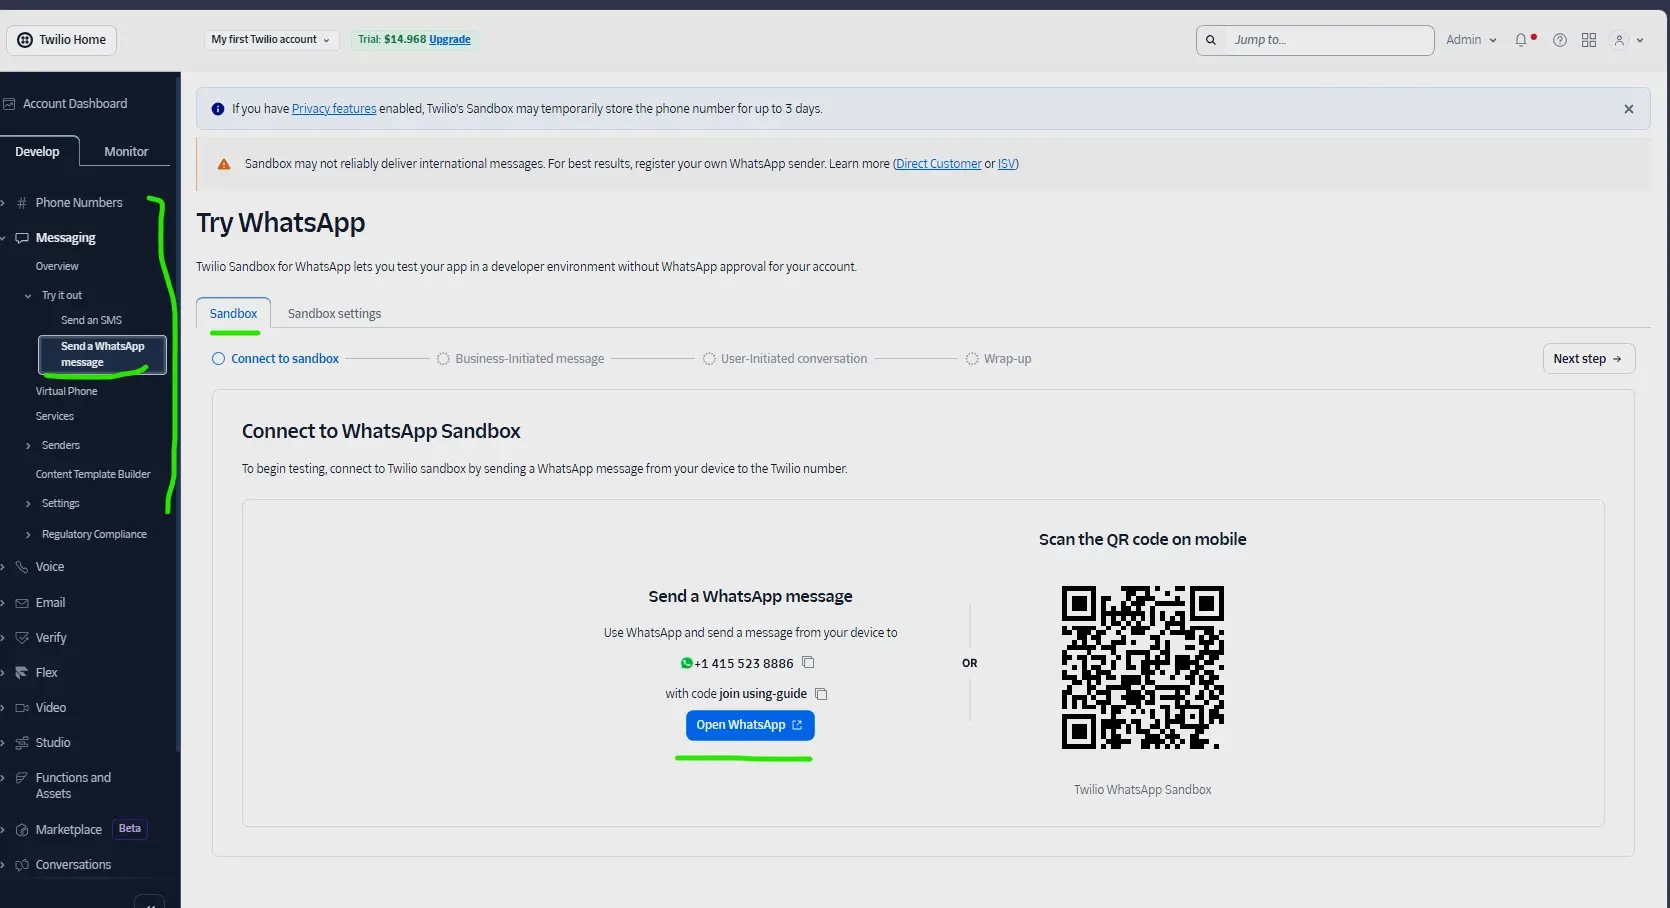 Twilio Home
My first Twilio account
Trial: $14.968 Upgrade
Jump to...
Admin
Account Dashboard
Develop
Monitor
Phone Numbers
Messaging
Overview
Try it out
Send an SMS
Send a WhatsApp
message
Virtual Phone
Services
Senders
Content Template Builder
Settings
Regulatory Compliance
Voice
Email
Verify
Flex
Video
Studio
Functions and
Assets
Marketplace Beta
Conversations
If you have Privacy features enabled, Twilio's Sandbox may temporarily store the phone number for up to 3 days.
Sandbox may not reliably deliver international messages. For best results, register your own WhatsApp sender. Learn more (Direct Customer or ISV)
Try WhatsApp
Twilio Sandbox for WhatsApp lets you test your app in a developer environment without WhatsApp approval for your account.
Sandbox
Sandbox settings
Connect to sandbox
Business-Initiated message
User-Initiated conversation
Wrap-up
Next step →
Connect to WhatsApp Sandbox
To begin testing, connect to Twilio sandbox by sending a WhatsApp message from your device to the Twilio number.
Send a WhatsApp message
Use WhatsApp and send a message from your device to
+1 415 523 8886
with code join using-guide
Open WhatsApp
OR
Scan the QR code on mobile
Twilio WhatsApp Sandbox